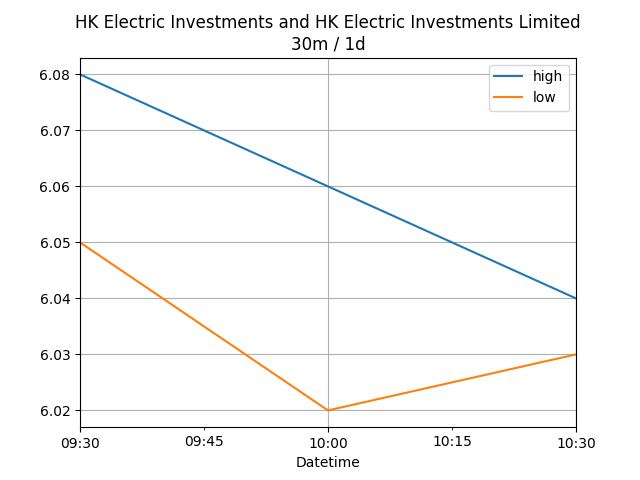 HK Electric Investments and HK Electric Investments Limited
30m / 1d
high
low
6.08
6.07
6.06
6.05
6.04
6.03
6.02
09:30 09:45 10:00 10:15 10:30
Datetime